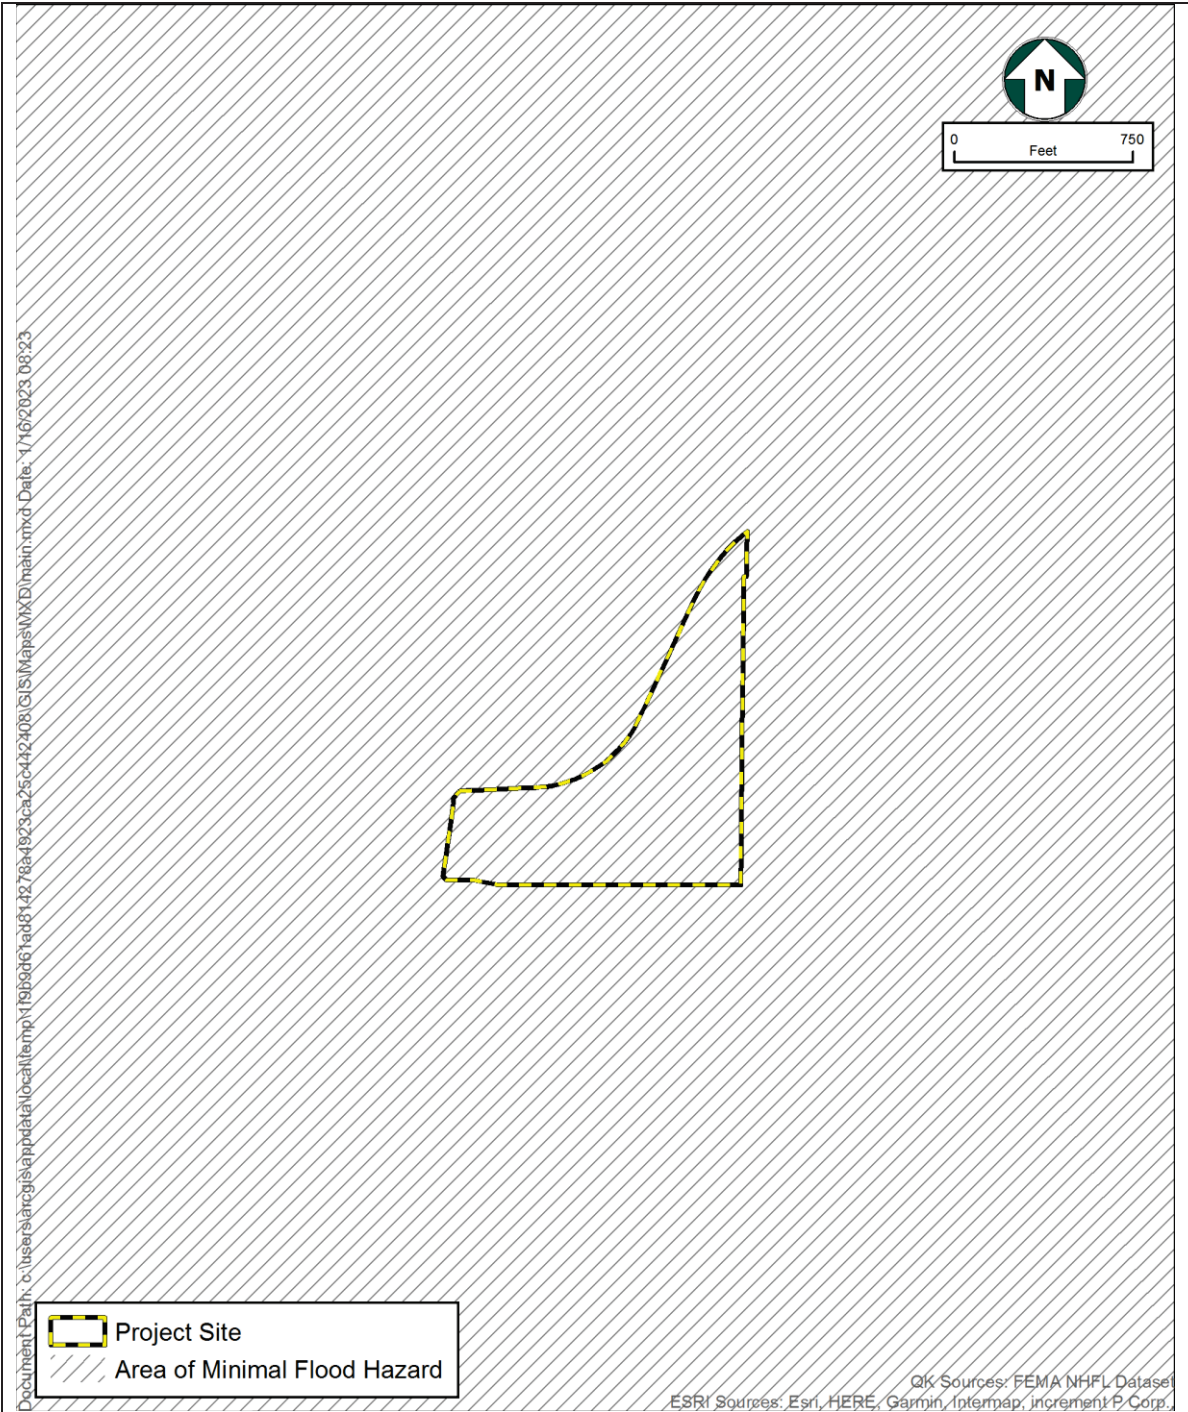 N
0 750
Feet
Document Path: c:\users\arcgis\appdata\local\temp\1f9b9d61ad814278a4923ca25c442408\GIS\Maps\MXD\main.mxd Date: 1/16/2023 08:23
Project Site
Area of Minimal Flood Hazard
QK Sources: FEMA NHFL Dataset
ESRI Sources: Esri, HERE, Garmin, Intermap, increment P Corp.,